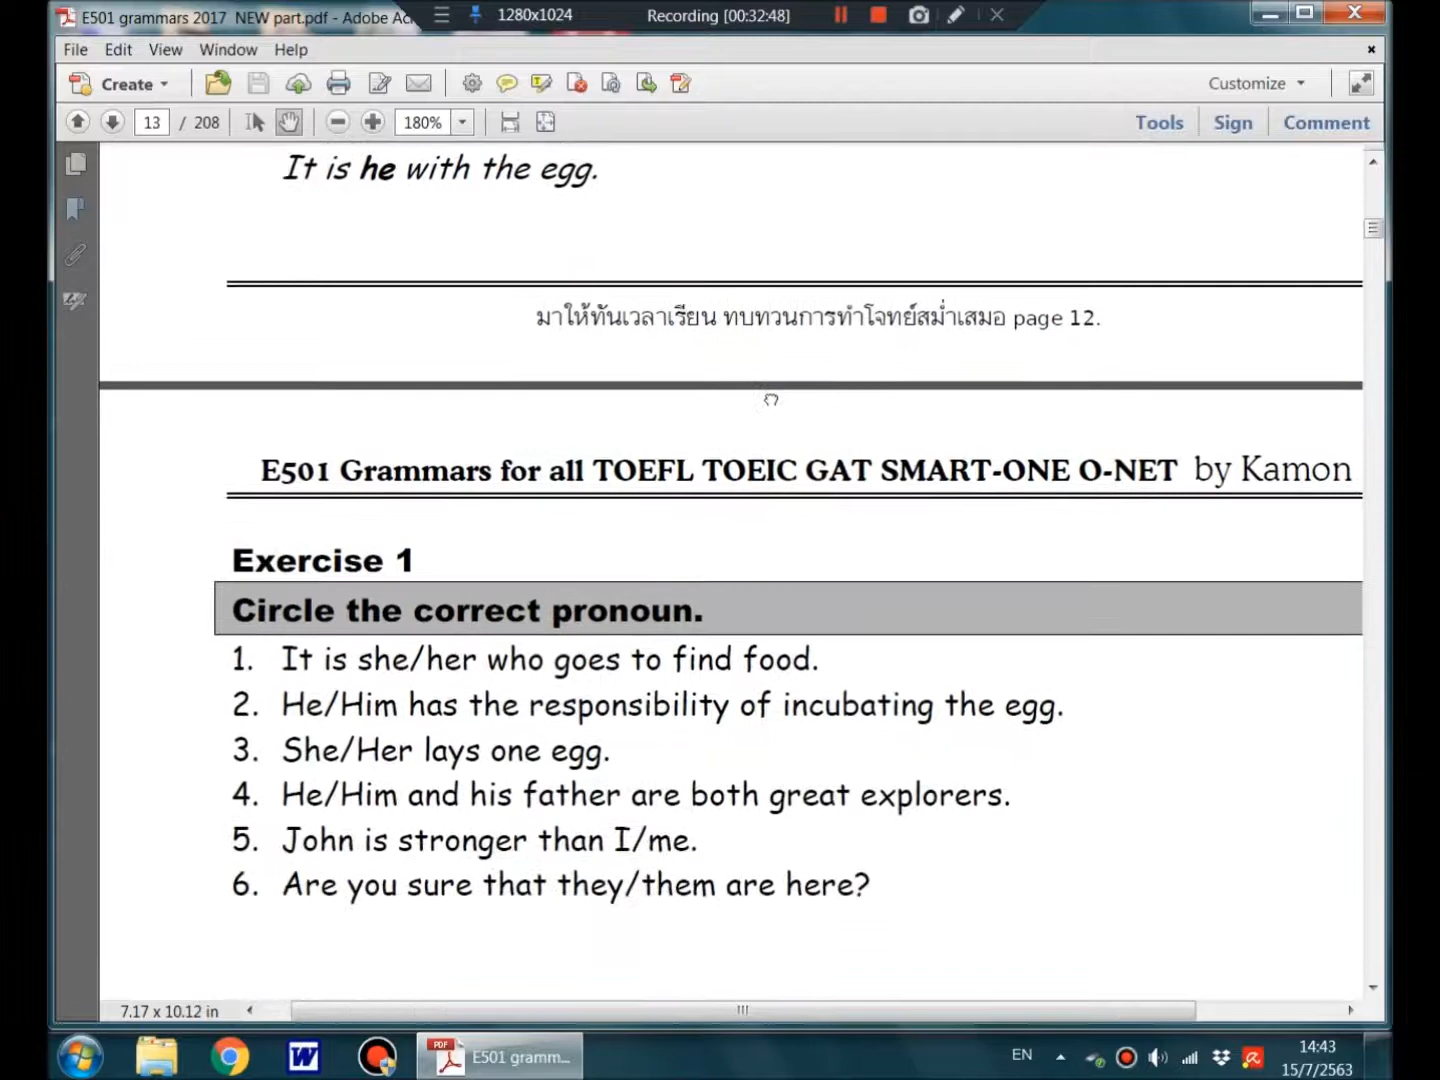 E501 grammars 2017 NEW part.pdf - Adobe Ac
1280x1024
Recording [00:32:48]
File Edit View Window Help
Create
Customize
13 / 208
180%
Tools Sign Comment
It is he with the egg.
มาให้ทันเวลาเรียน ทบทวนการทำโจทย์สม่ำเสมอ page 12.
E501 Grammars for all TOEFL TOEIC GAT SMART-ONE O-NET by Kamon
Exercise 1
Circle the correct pronoun.
1. It is she/her who goes to find food.
2. He/Him has the responsibility of incubating the egg.
3. She/Her lays one egg.
4. He/Him and his father are both great explorers.
5. John is stronger than I/me.
6. Are you sure that they/them are here?
7.17 x 10.12 in
E501 gramm...
EN
14:43
15/7/2563